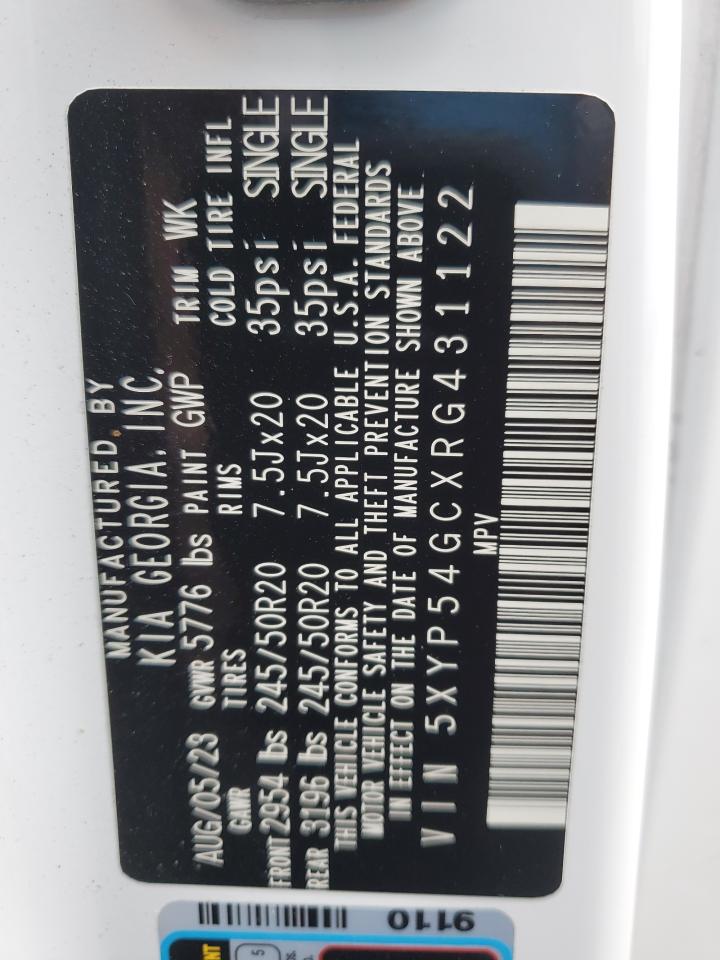 MANUFACTURED BY
KIA GEORGIA, INC.
AUG/05/23 GVWR 5776 lbs PAINT GWP TRIM WK
GAWR TIRES RIMS COLD TIRE INFL
FRONT 2954 lbs 245/50R20 7.5Jx20 35psi SINGLE
REAR 3196 lbs 245/50R20 7.5Jx20 35psi SINGLE
THIS VEHICLE CONFORMS TO ALL APPLICABLE U.S.A. FEDERAL
MOTOR VEHICLE SAFETY AND THEFT PREVENTION STANDARDS
IN EFFECT ON THE DATE OF MANUFACTURE SHOWN ABOVE.
VIN 5XYP54GCXRG431122
MPV
9110
5